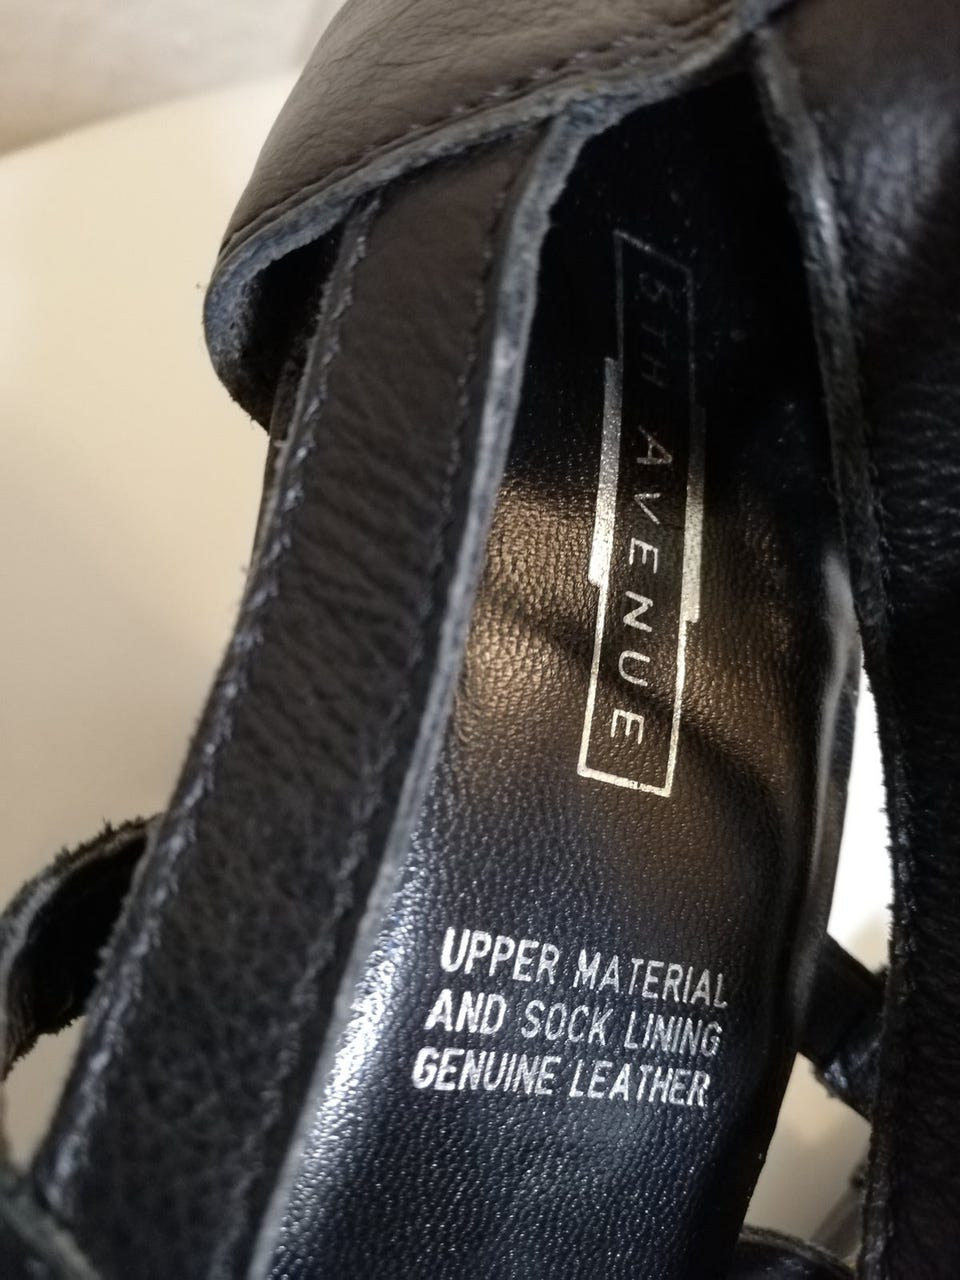 5TH AVENUE
UPPER MATERIAL
AND SOCK LINING
GENUINE LEATHER